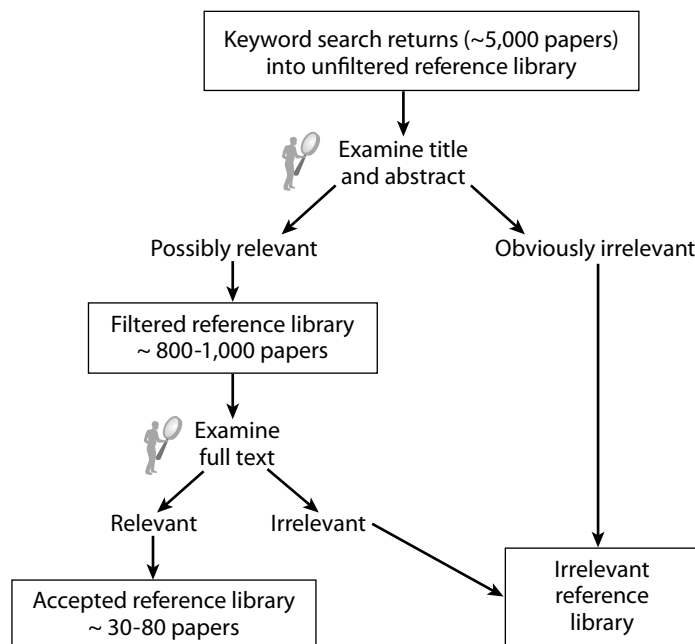 Keyword search returns (~5,000 papers)
into unfiltered reference library
Examine title
and abstract
Possibly relevant
Obviously irrelevant
Filtered reference library
~ 800-1,000 papers
Examine
full text
Relevant
Irrelevant
Accepted reference library
~ 30-80 papers
Irrelevant
reference
library